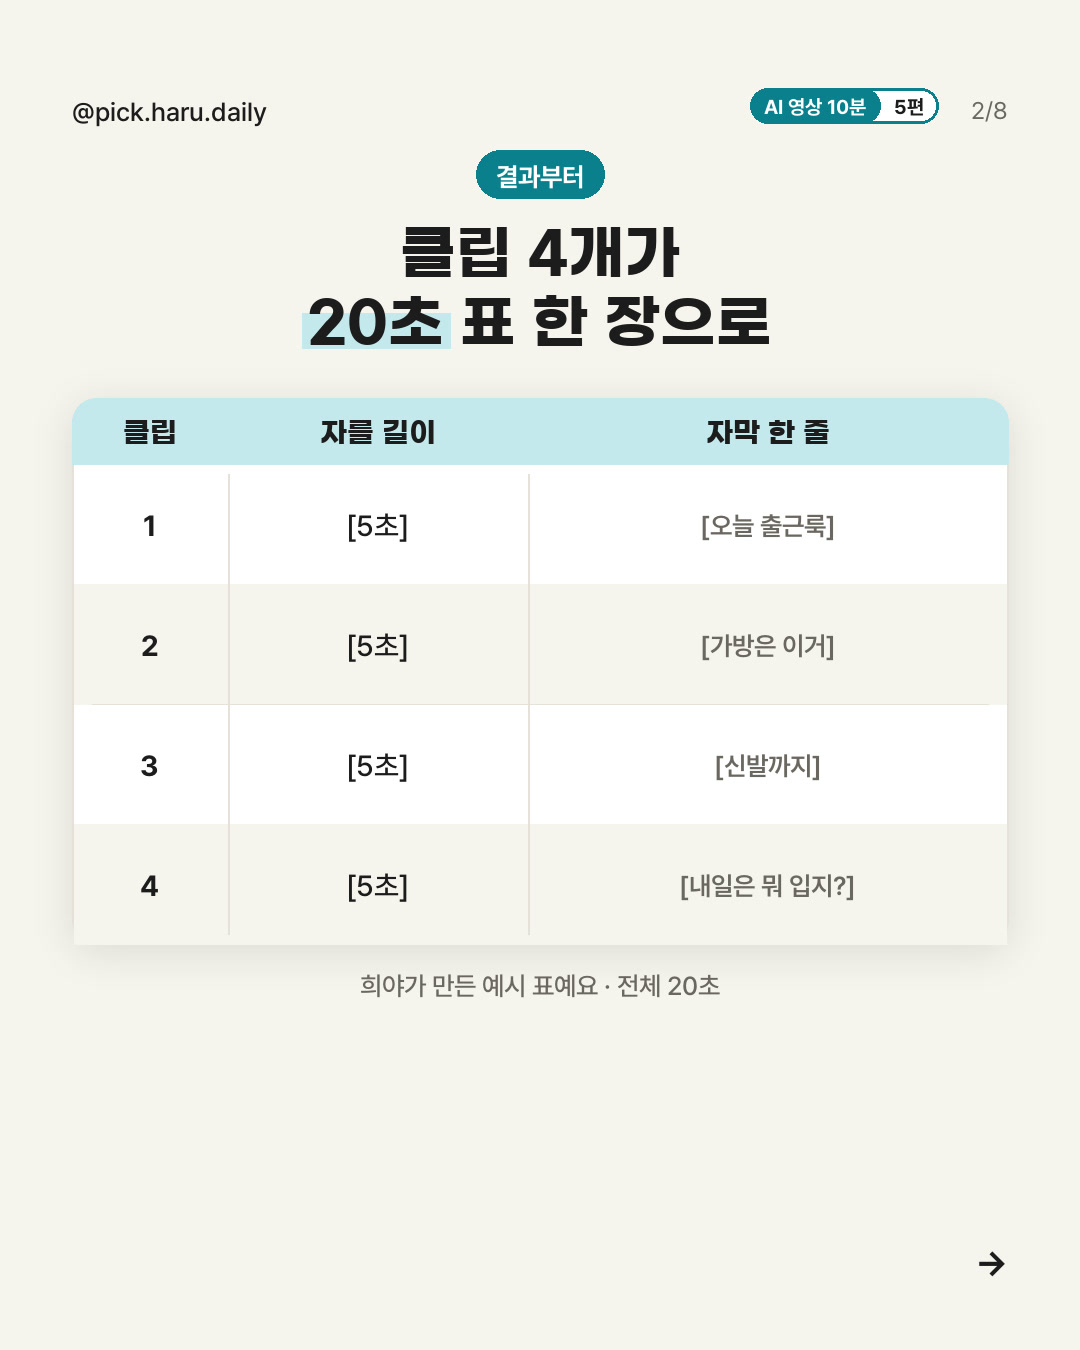 @pick.haru.daily
AI 영상 10분 5편
2/8
결과부터
클립 4개가
20초 표 한 장으로
클립 자를 길이 자막 한 줄
1 [5초] [오늘 출근룩]
2 [5초] [가방은 이거]
3 [5초] [신발까지]
4 [5초] [내일은 뭐 입지?]
희야가 만든 예시 표예요 · 전체 20초
→